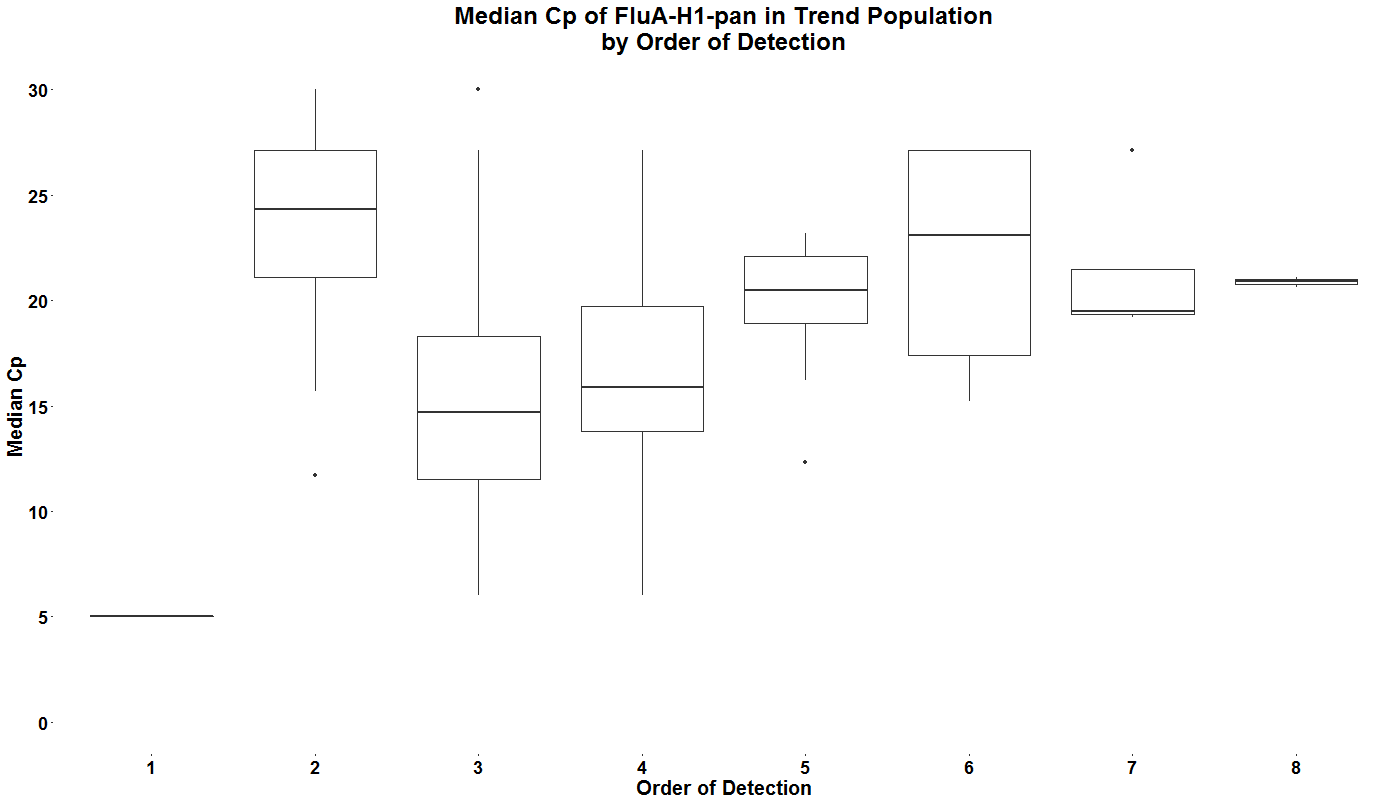 Median Cp of FluA-H1-pan in Trend Population
by Order of Detection
30
25
20
15
10
5
0
Median Cp
1 2 3 4 5 6 7 8
Order of Detection